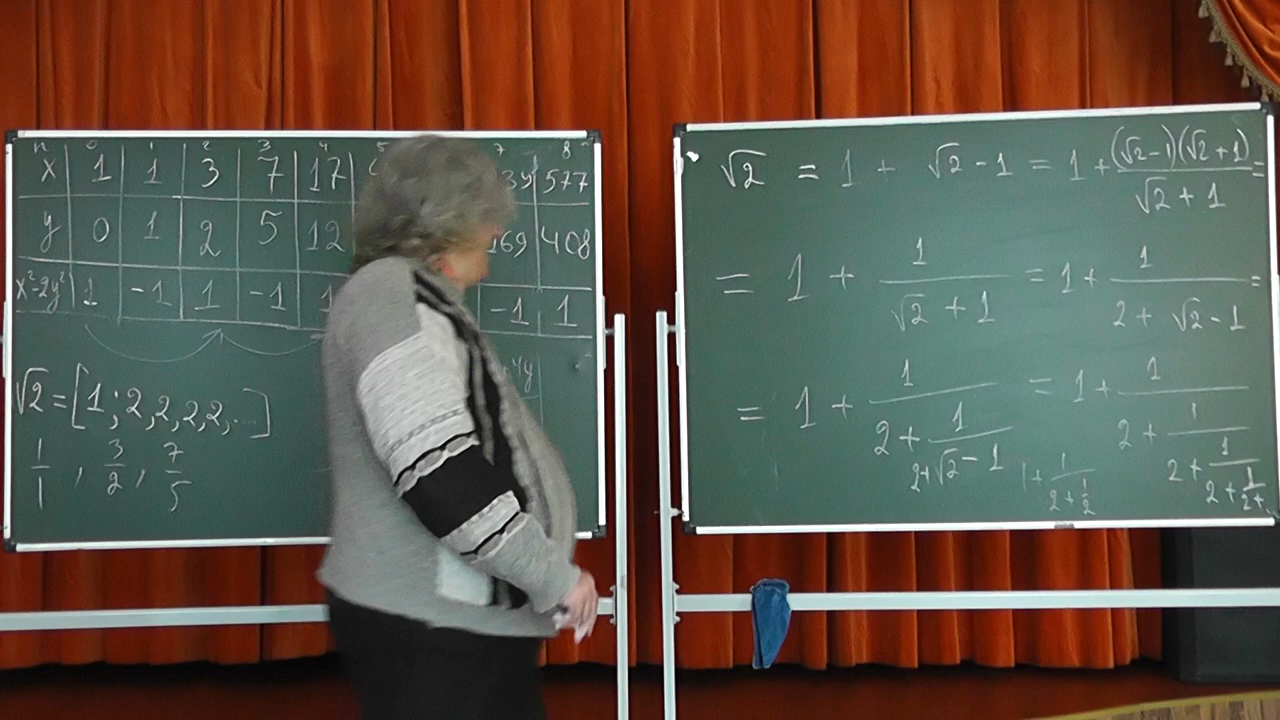 n 0 1 2 3 4 5 7 8
x 1 1 3 7 17 577
y 0 1 2 5 12 169 408
x²-2y² 1 -1 1 -1 1 -1 1
4y
√2 = [1; 2, 2, 2, 2, ...]
1/1, 3/2, 7/5
√2 = 1 + √2 - 1 = 1 + (√2-1)(√2+1)/(√2+1) =
= 1 + 1/(√2+1) = 1 + 1/(2+√2-1) =
= 1 + 1/(2+1/(2+√2-1)) = 1 + 1/(2+1/(2+1/(2+1/(2+
1+1/(2+1/2)